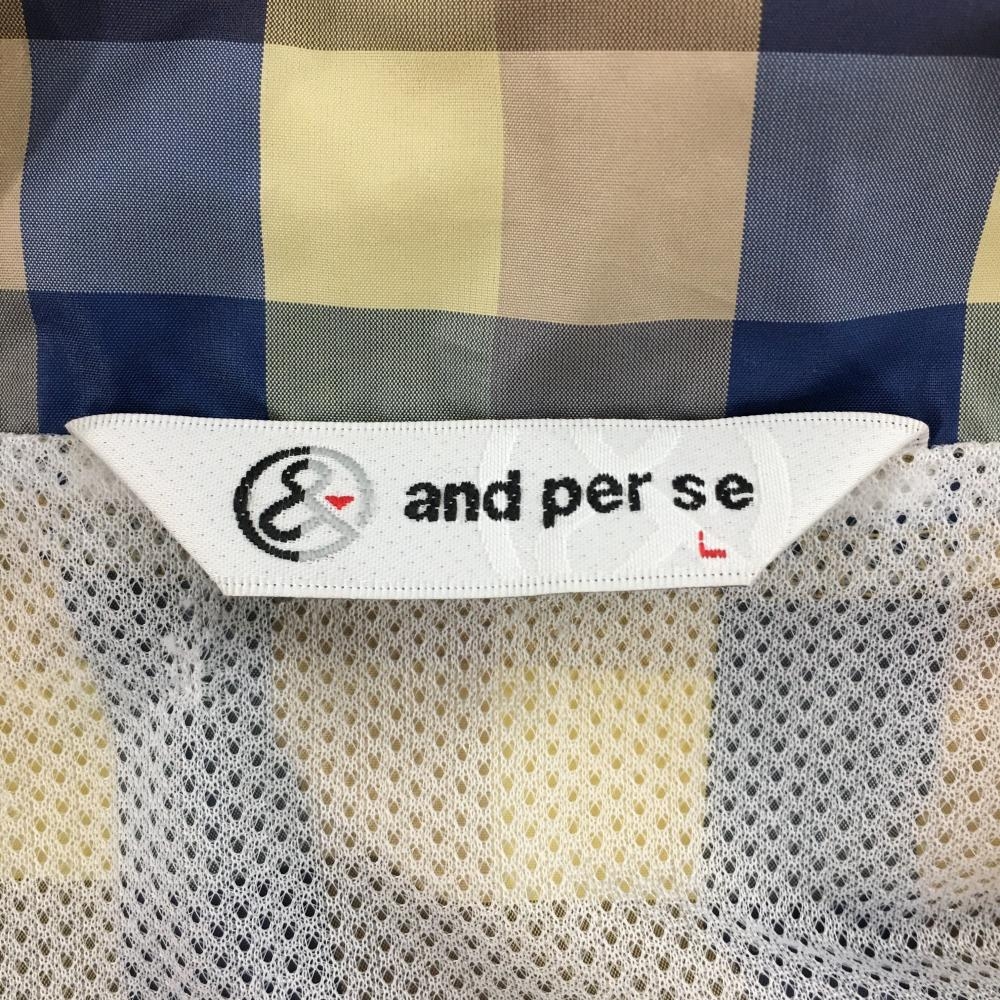 & and per se
L